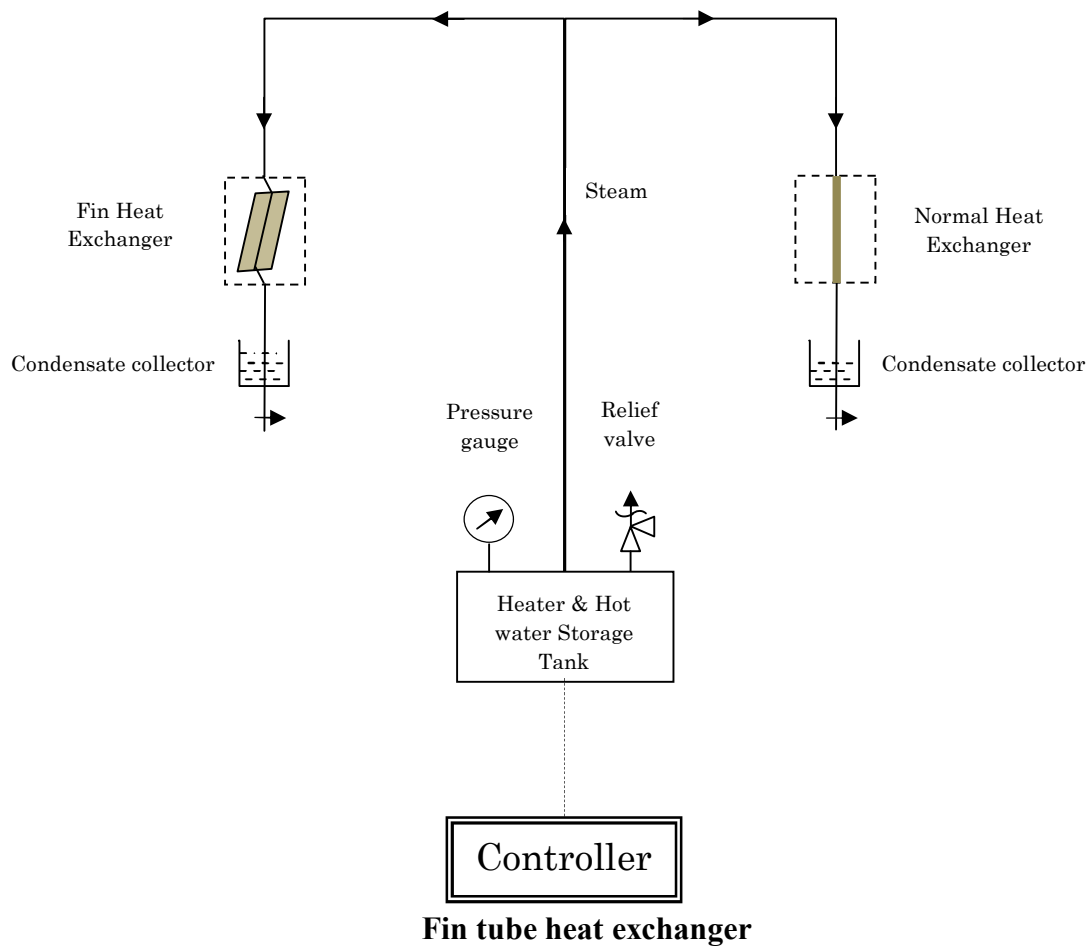 Steam
Fin Heat
Exchanger
Normal Heat
Exchanger
Condensate collector
Condensate collector
Pressure
gauge
Relief
valve
Heater & Hot
water Storage
Tank
Controller
Fin tube heat exchanger